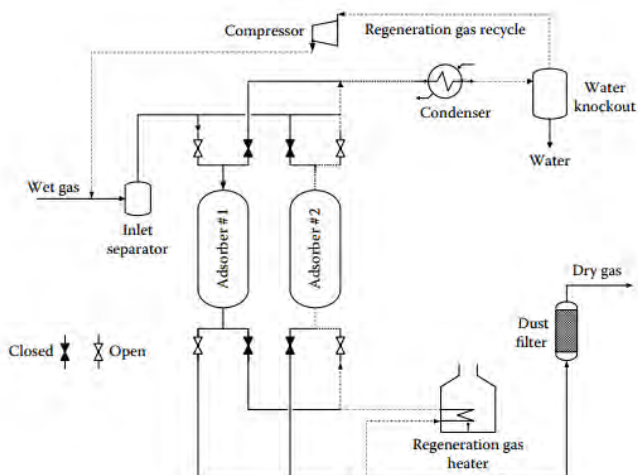 Compressor
Regeneration gas recycle
Condenser
Water
knockout
Water
Wet gas
Inlet
separator
Adsorber #1
Adsorber #2
Dry gas
Dust
filter
Closed
Open
Regeneration gas
heater